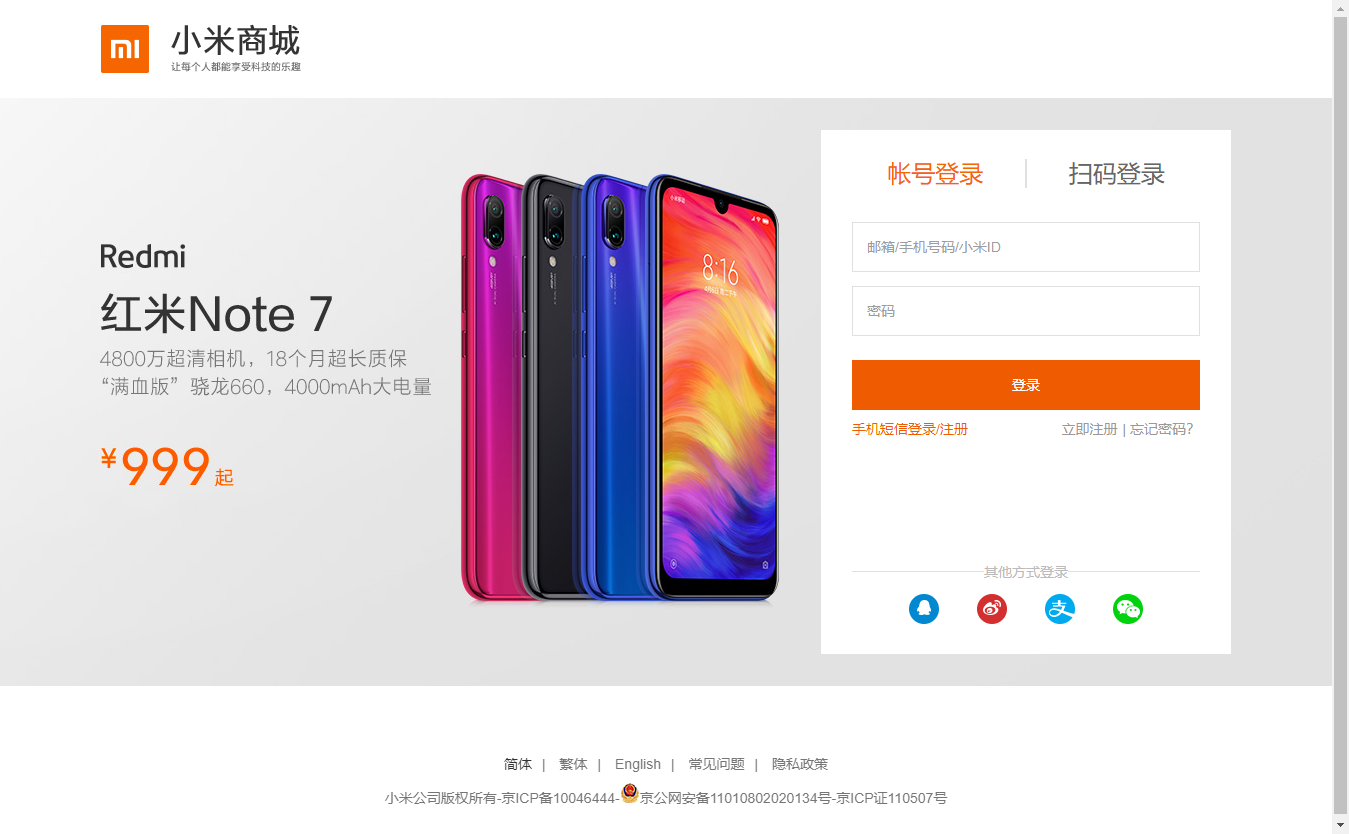 小米商城
让每个人都能享受科技的乐趣
Redmi
红米Note 7
4800万超清相机，18个月超长质保
“满血版”骁龙660，4000mAh大电量
¥999起
8:16
帐号登录 | 扫码登录
邮箱/手机号码/小米ID
密码
登录
手机短信登录/注册 立即注册 | 忘记密码?
其他方式登录
简体 | 繁体 | English | 常见问题 | 隐私政策
小米公司版权所有-京ICP备10046444-京公网安备11010802020134号-京ICP证110507号